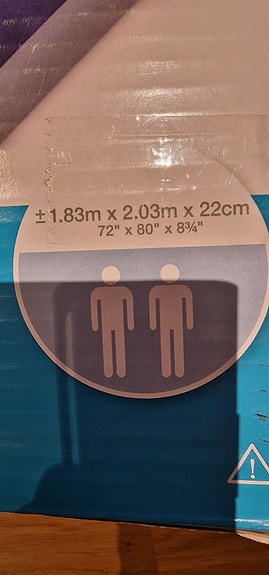 ±1.83m x 2.03m x 22cm
72" x 80" x 8¾"
!